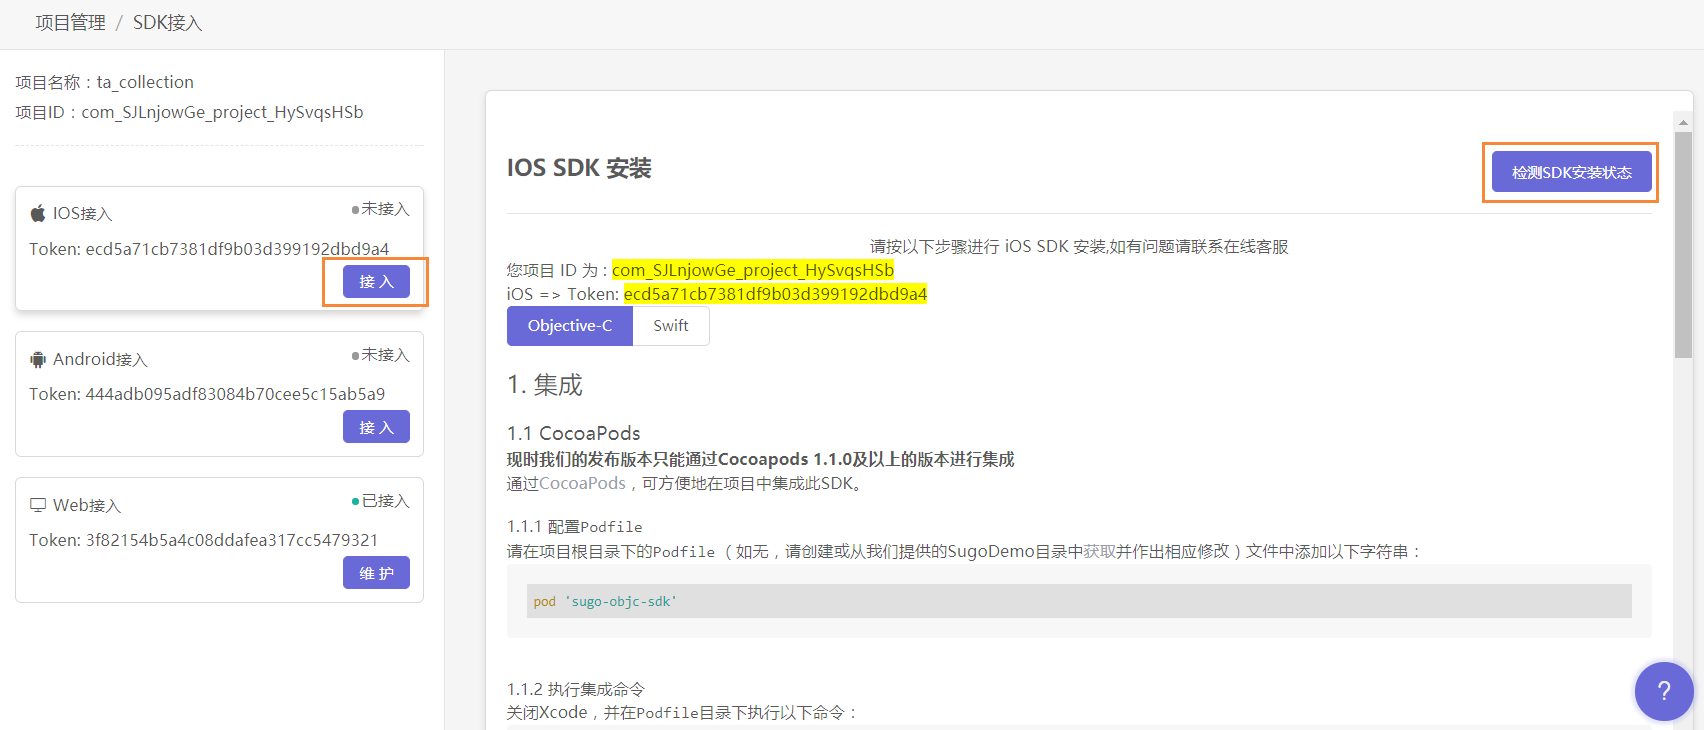 项目管理 / SDK接入
项目名称：ta_collection
项目ID：com_SJLnjowGe_project_HySvqsHSb
IOS接入
未接入
Token: ecd5a71cb7381df9b03d399192dbd9a4
接 入
Android接入
未接入
Token: 444adb095adf83084b70cee5c15ab5a9
接 入
Web接入
已接入
Token: 3f82154b5a4c08ddafea317cc5479321
维 护
IOS SDK 安装
检测SDK安装状态
请按以下步骤进行 iOS SDK 安装,如有问题请联系在线客服
您项目 ID 为 : com_SJLnjowGe_project_HySvqsHSb
iOS => Token: ecd5a71cb7381df9b03d399192dbd9a4
Objective-C
Swift
1. 集成
1.1 CocoaPods
现时我们的发布版本只能通过Cocoapods 1.1.0及以上的版本进行集成
通过CocoaPods，可方便地在项目中集成此SDK。
1.1.1 配置Podfile
请在项目根目录下的Podfile（如无，请创建或从我们提供的SugoDemo目录中获取并作出相应修改）文件中添加以下字符串：
pod 'sugo-objc-sdk'
1.1.2 执行集成命令
关闭Xcode，并在Podfile目录下执行以下命令：
?